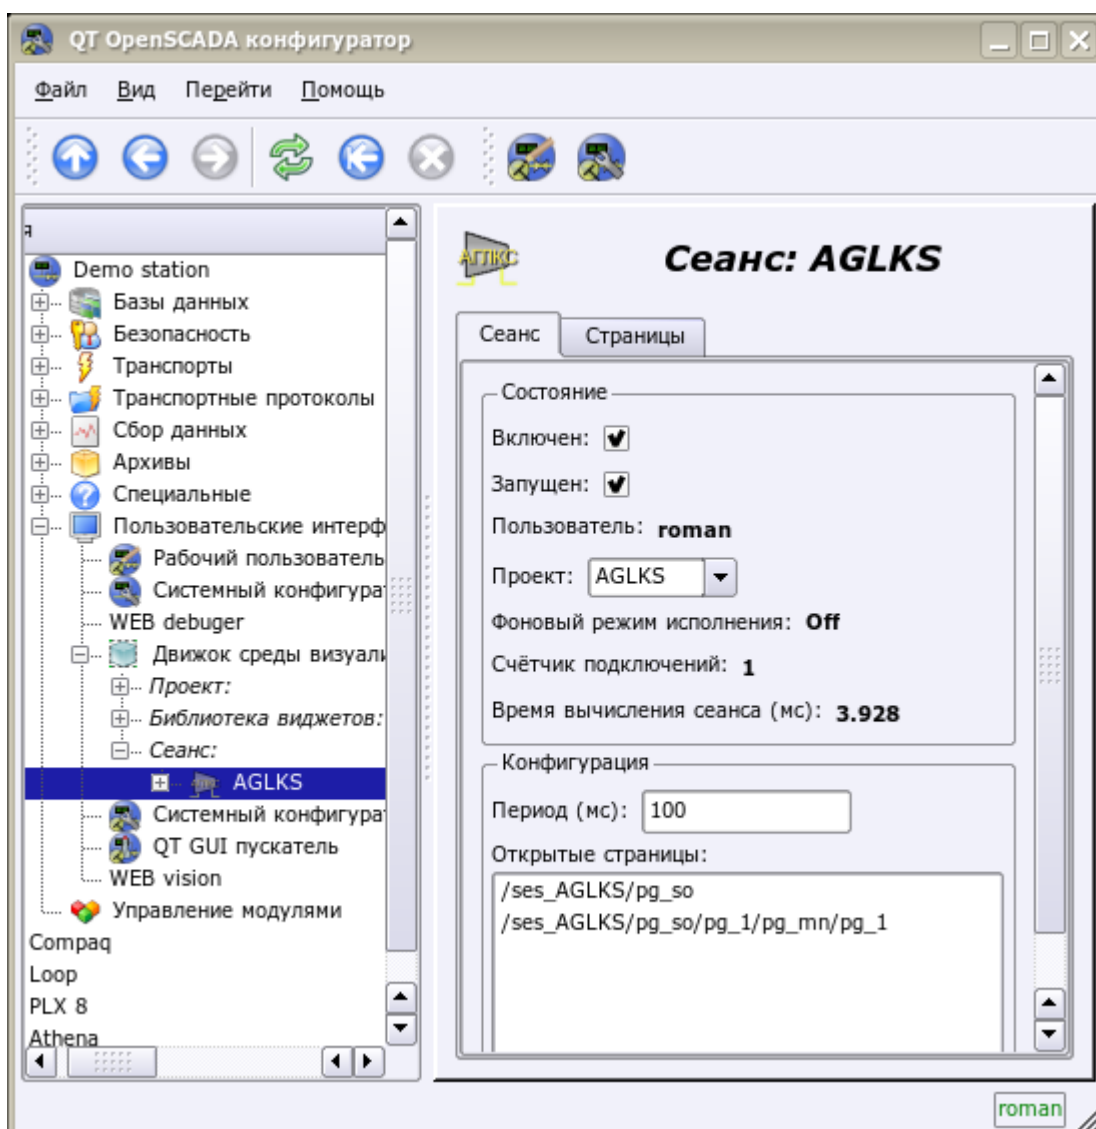 QT OpenSCADA конфигуратор
Файл Вид Перейти Помощь
я
Demo station
Базы данных
Безопасность
Транспорты
Транспортные протоколы
Сбор данных
Архивы
Специальные
Пользовательские интерф
Рабочий пользователь
Системный конфигура
WEB debuger
Движок среды визуали
Проект:
Библиотека виджетов:
Сеанс:
AGLKS
Системный конфигура
QT GUI пускатель
WEB vision
Управление модулями
Compaq
Loop
PLX 8
Athena
АГЛКС
Сеанс: AGLKS
Сеанс Страницы
Состояние
Включен:
Запущен:
Пользователь: roman
Проект: AGLKS
Фоновый режим исполнения: Off
Счётчик подключений: 1
Время вычисления сеанса (мс): 3.928
Конфигурация
Период (мс): 100
Открытые страницы:
/ses_AGLKS/pg_so
/ses_AGLKS/pg_so/pg_1/pg_mn/pg_1
roman